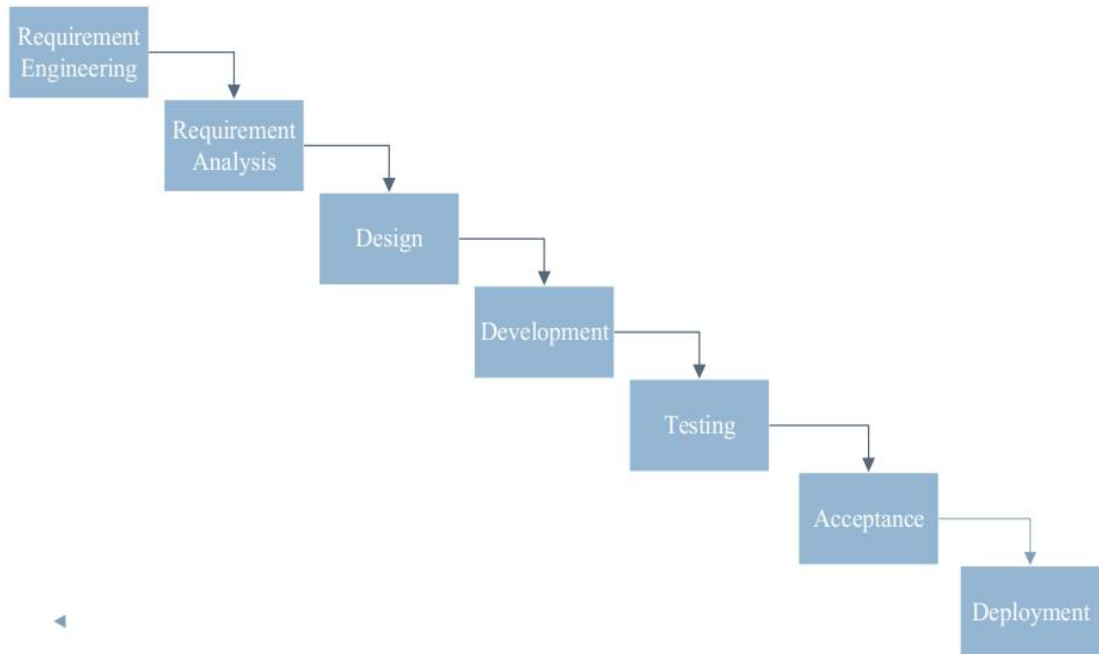 Requirement
Engineering
Requirement
Analysis
Design
Development
Testing
Acceptance
Deployment